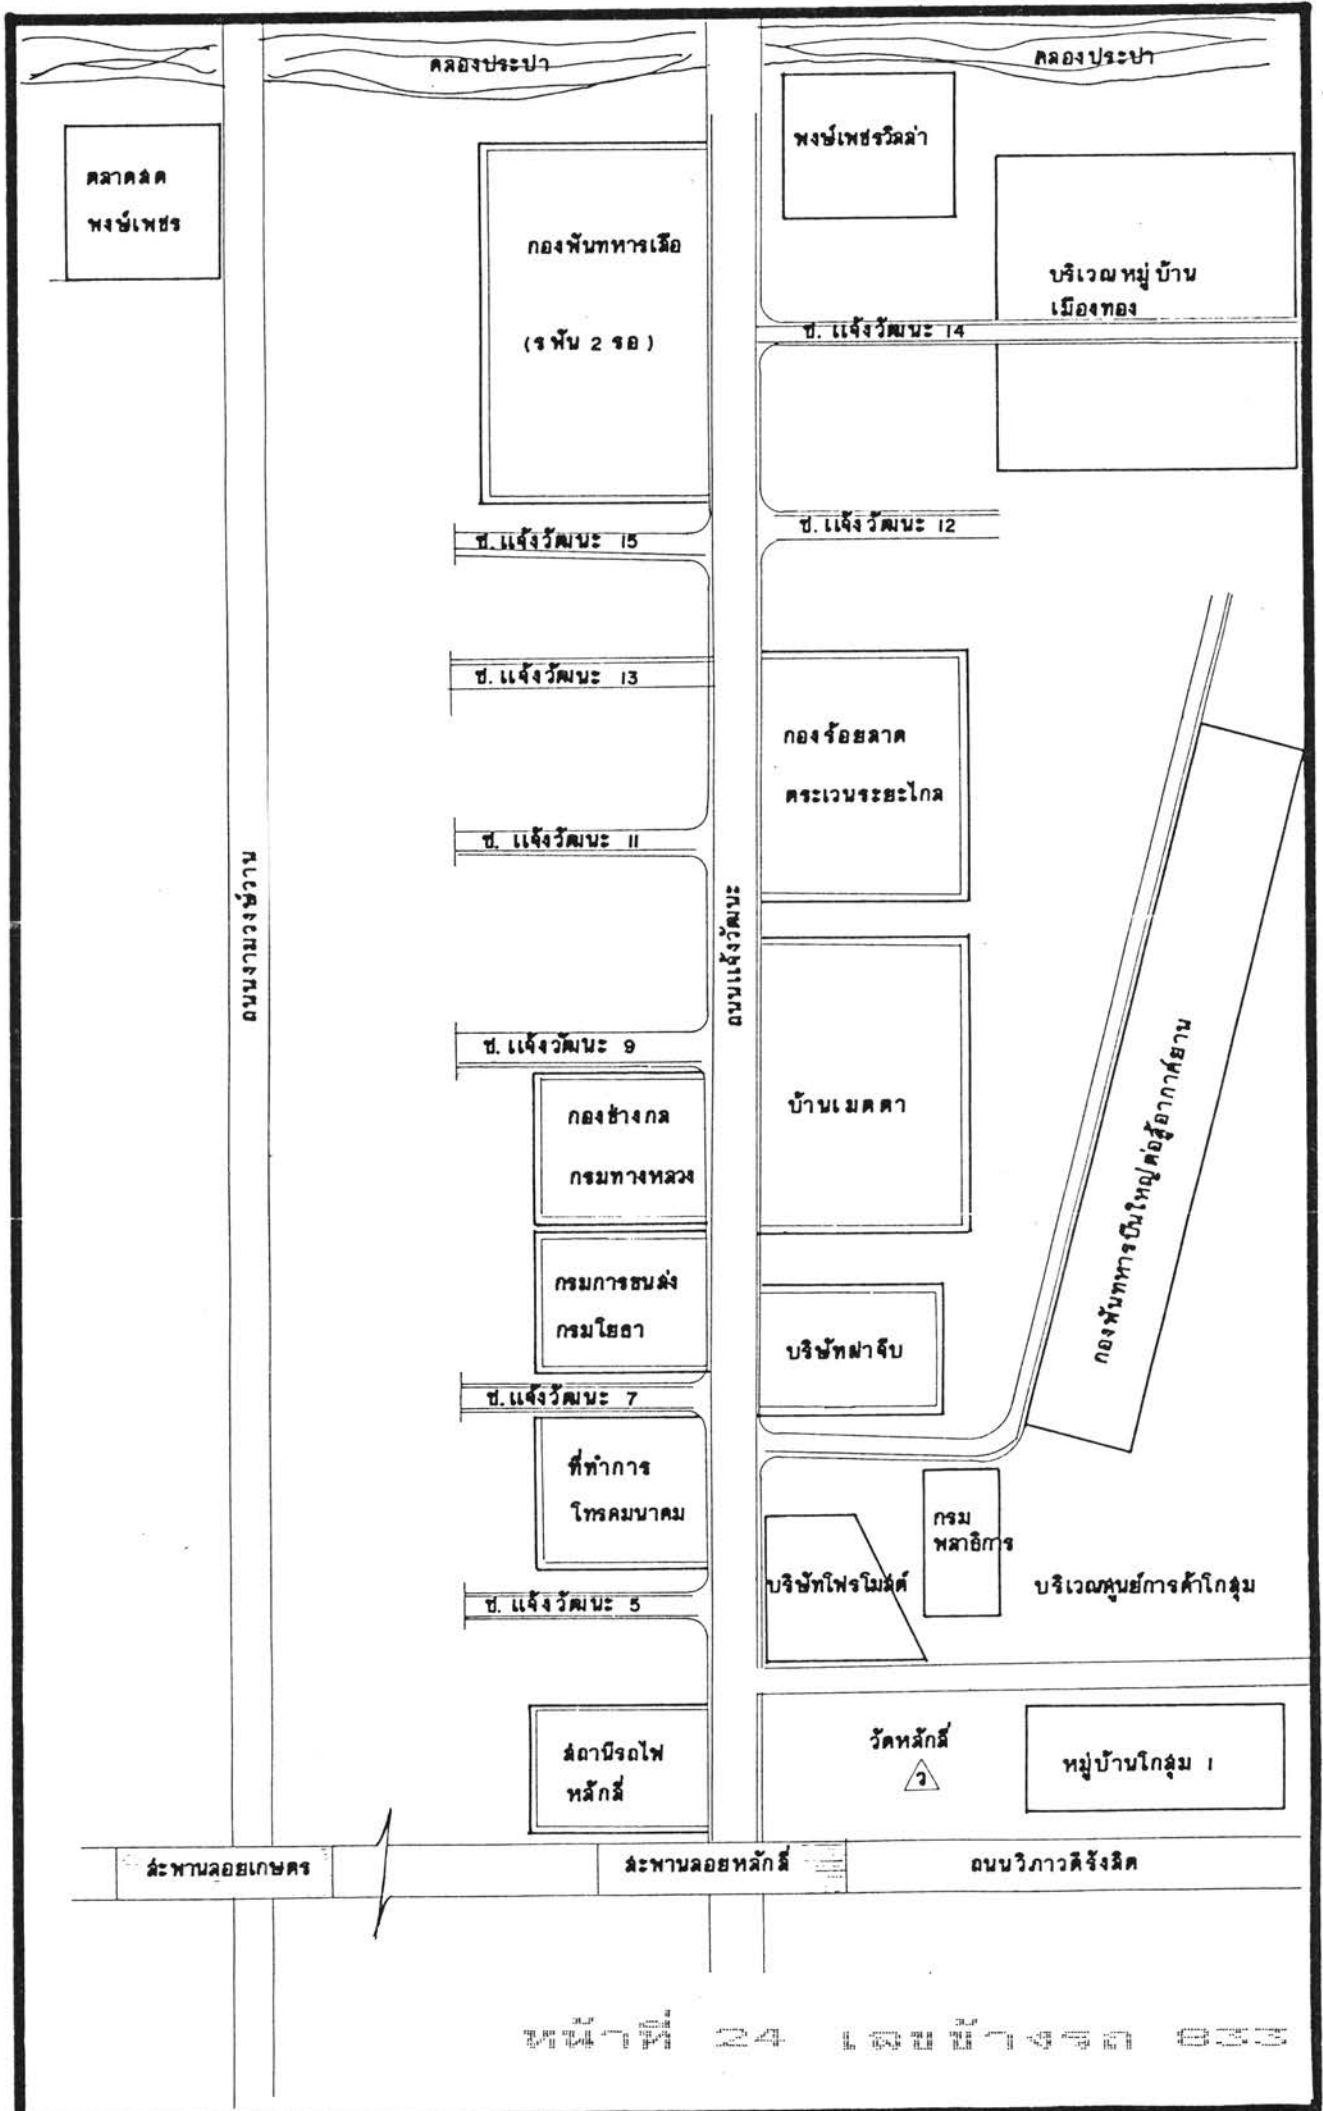 คลองประปา
คลองประปา
พงษ์เพชรวิลล่า
ตลาดสด
พงษ์เพชร
กองพันทหารเสือ
(ร พัน 2 รอ)
บริเวณหมู่บ้าน
เมืองทอง
ซ. แจ้งวัฒนะ 14
ซ. แจ้งวัฒนะ 12
ซ. แจ้งวัฒนะ 15
ซ. แจ้งวัฒนะ 13
กองร้อยลาด
ตระเวนระยะไกล
ซ. แจ้งวัฒนะ 11
ถนนงามวงศ์วาน
ถนนแจ้งวัฒนะ
ซ. แจ้งวัฒนะ 9
กองช่างกล
กรมทางหลวง
บ้านเมตตา
กองพันทหารปืนใหญ่ต่อสู้อากาศยาน
กรมการขนส่ง
กรมโยธา
บริษัทฝาจีบ
ซ. แจ้งวัฒนะ 7
ที่ทำการ
โทรคมนาคม
กรม
พลาธิการ
บริษัทโฟรโมสต์
บริเวณศูนย์การค้าโกสุม
ซ. แจ้งวัฒนะ 5
สถานีรถไฟ
หลักสี่
วัดหลักสี่
ว
หมู่บ้านโกสุม 1
สะพานลอยเกษตร
สะพานลอยหลักสี่
ถนนวิภาวดีรังสิต
หน้าที่ 24 เลขข้างรถ 833